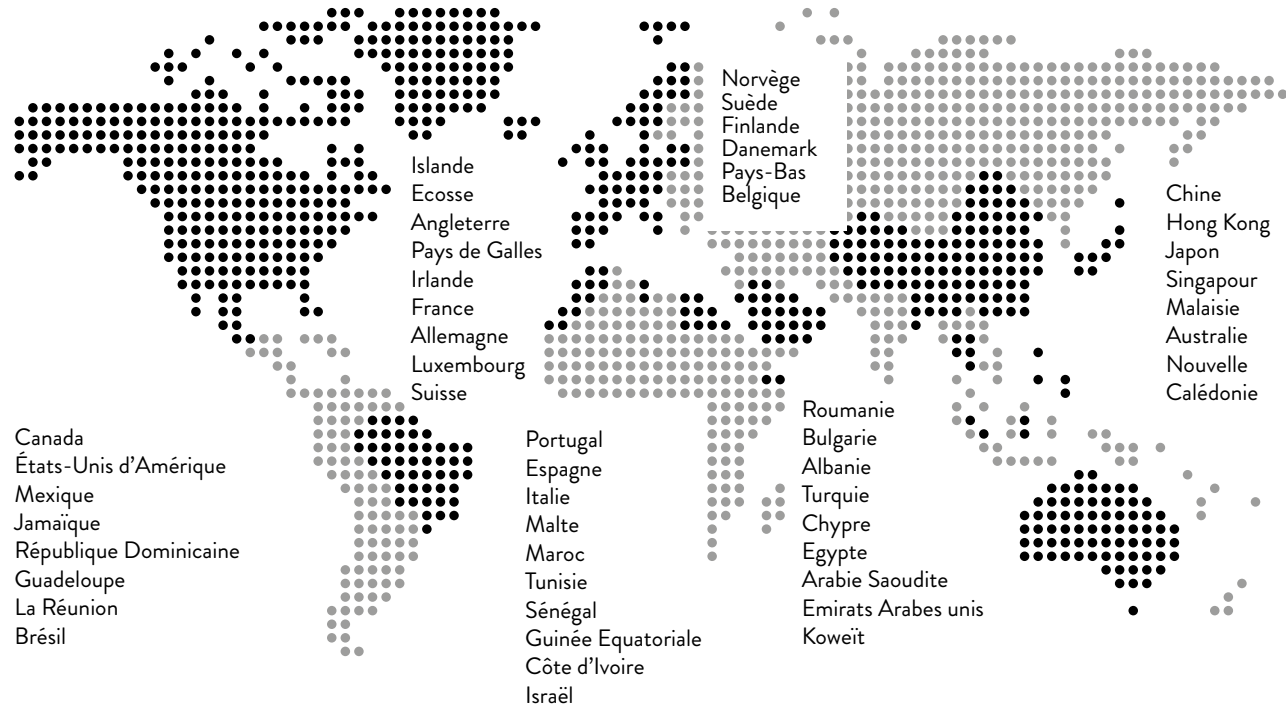 Norvège
Suède
Finlande
Danemark
Pays-Bas
Belgique
Islande
Ecosse
Angleterre
Pays de Galles
Irlande
France
Allemagne
Luxembourg
Suisse
Chine
Hong Kong
Japon
Singapour
Malaisie
Australie
Nouvelle
Calédonie
Canada
États-Unis d’Amérique
Mexique
Jamaïque
République Dominicaine
Guadeloupe
La Réunion
Brésil
Portugal
Espagne
Italie
Malte
Maroc
Tunisie
Sénégal
Guinée Equatoriale
Côte d’Ivoire
Israël
Roumanie
Bulgarie
Albanie
Turquie
Chypre
Egypte
Arabie Saoudite
Emirats Arabes unis
Koweït